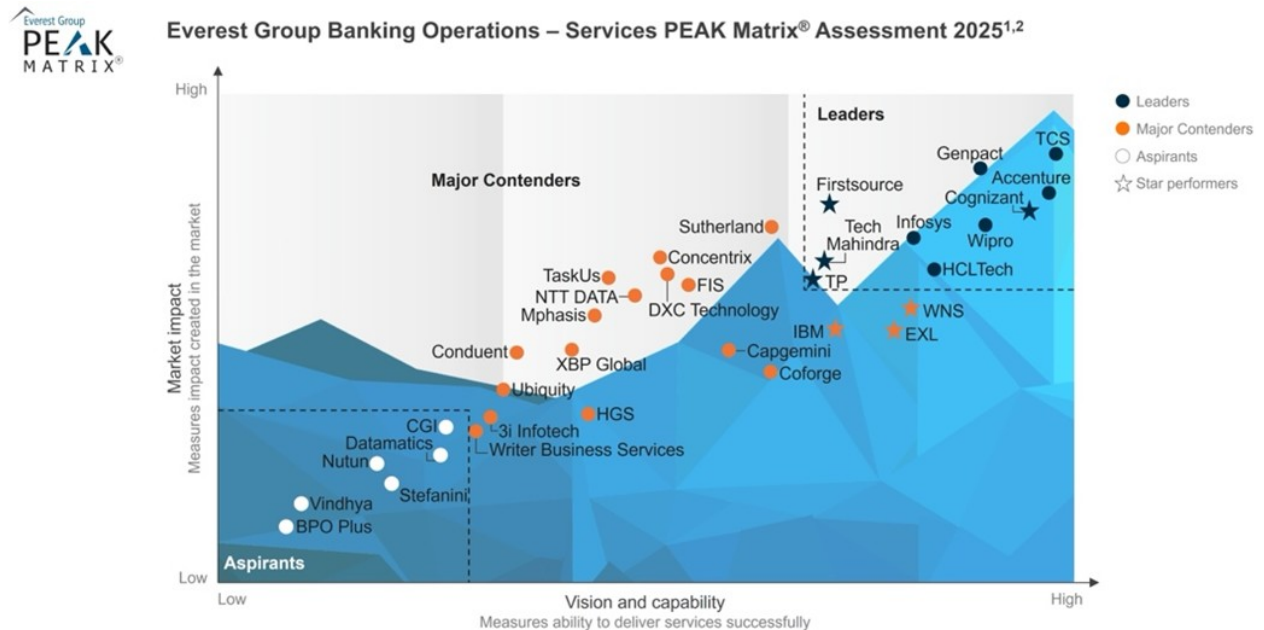 Everest Group
PEAK
MATRIX®
Everest Group Banking Operations – Services PEAK Matrix® Assessment 2025¹,²
High
Leaders
Major Contenders
Aspirants
Star performers
Leaders
TCS
Genpact
Accenture
Major Contenders
Firstsource
Cognizant
Sutherland
Tech
Mahindra
Infosys
Wipro
Concentrix
HCLTech
TaskUs
FIS
TP
NTT DATA
DXC Technology
Mphasis
WNS
IBM
EXL
Conduent
XBP Global
Capgemini
Coforge
Ubiquity
HGS
CGI
3i Infotech
Datamatics
Writer Business Services
Nutun
Stefanini
Vindhya
BPO Plus
Aspirants
Market impact
Measures impact created in the market
Low
Low
Vision and capability
High
Measures ability to deliver services successfully